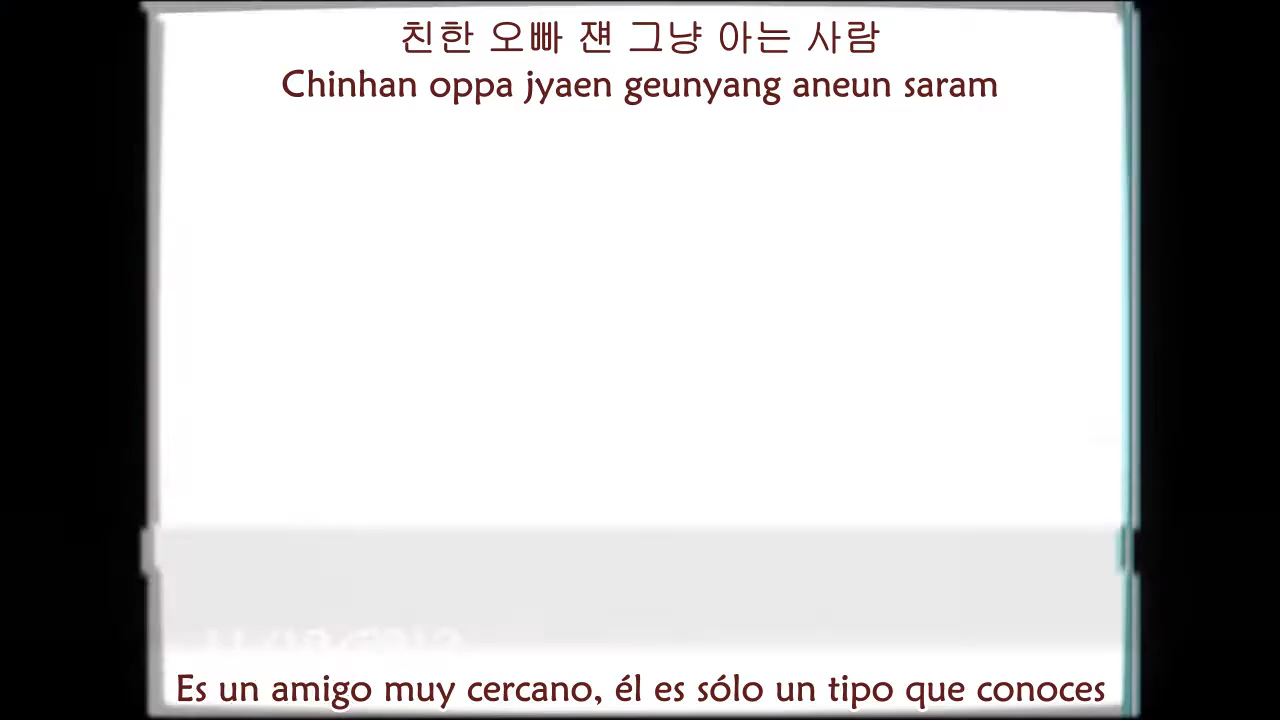 친한 오빠 쟨 그냥 아는 사람
Chinhan oppa jyaen geunyang aneun saram
Es un amigo muy cercano, él es sólo un tipo que conoces